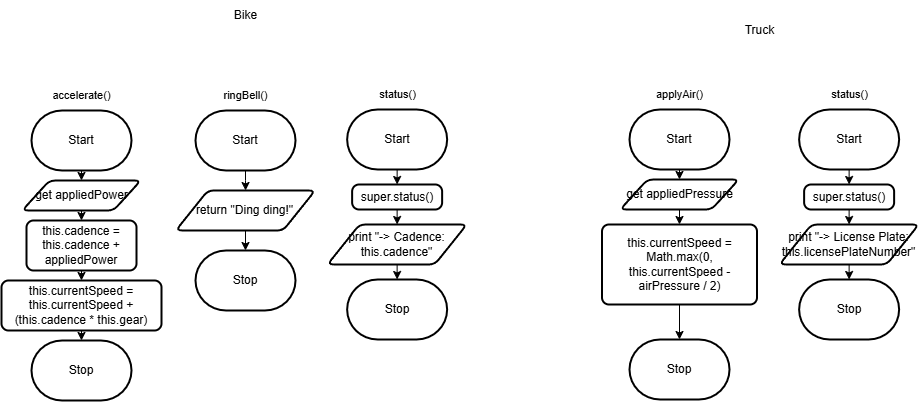 Bike
Truck
accelerate()
Start
get appliedPower
this.cadence =
this.cadence +
appliedPower
this.currentSpeed =
this.currentSpeed +
(this.cadence * this.gear)
Stop
ringBell()
Start
return "Ding ding!"
Stop
status()
Start
super.status()
print "-> Cadence:
this.cadence"
Stop
applyAir()
Start
get appliedPressure
this.currentSpeed =
Math.max(0,
this.currentSpeed -
airPressure / 2)
Stop
status()
Start
super.status()
print "-> License Plate:
this.licensePlateNumber"
Stop